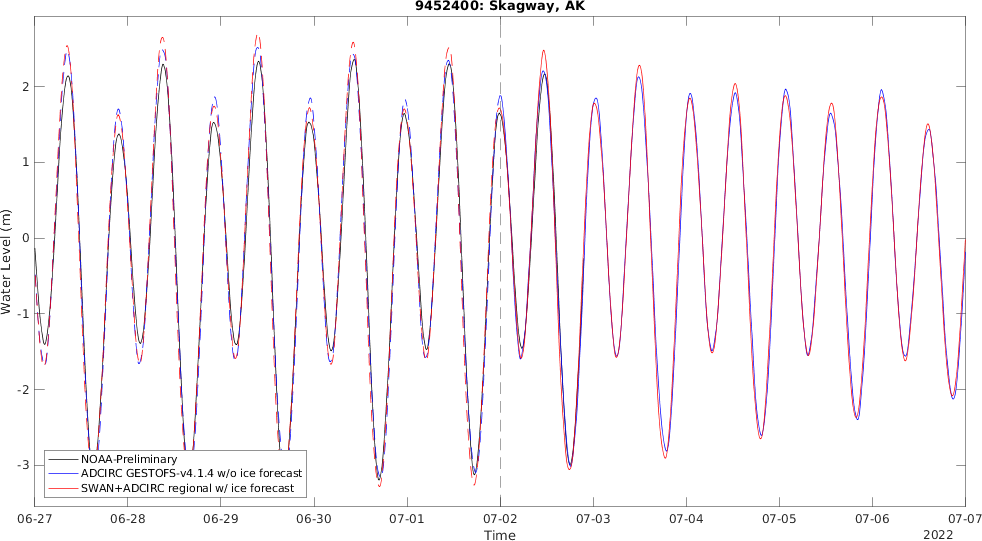 9452400: Skagway, AK
Water Level (m)
2
1
0
-1
-2
-3
NOAA-Preliminary
ADCIRC GESTOFS-v4.1.4 w/o ice forecast
SWAN+ADCIRC regional w/ ice forecast
06-27 06-28 06-29 06-30 07-01 07-02 07-03 07-04 07-05 07-06 07-07
Time
2022